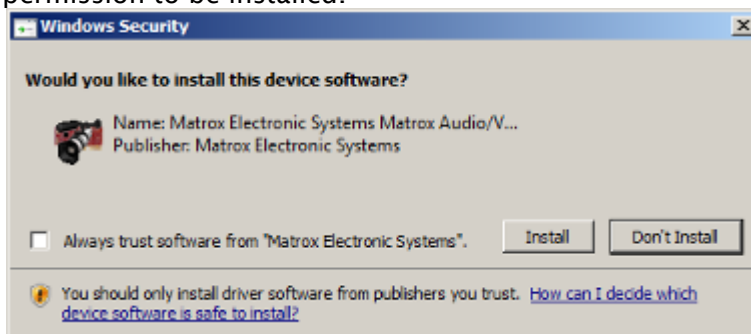 permission to be installed.
Windows Security
Would you like to install this device software?
Name: Matrox Electronic Systems Matrox Audio/V...
Publisher: Matrox Electronic Systems
Always trust software from "Matrox Electronic Systems".
Install
Don't Install
You should only install driver software from publishers you trust. How can I decide which
device software is safe to install?